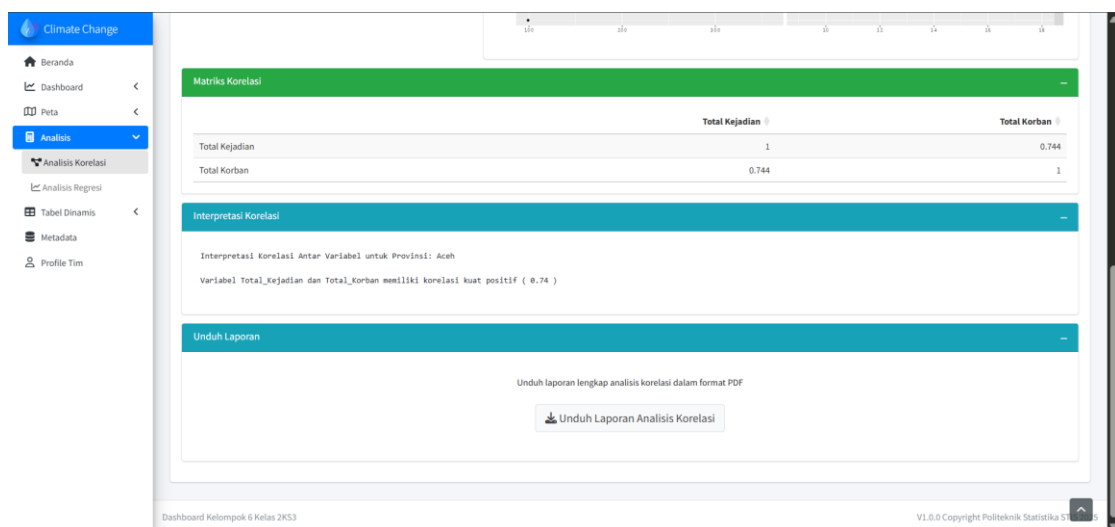 Climate Change
Beranda
Dashboard
Peta
Analisis
Analisis Korelasi
Analisis Regresi
Tabel Dinamis
Metadata
Profile Tim
Matriks Korelasi
Total Kejadian Total Korban
Total Kejadian 1 0.744
Total Korban 0.744 1
Interpretasi Korelasi
Interpretasi Korelasi Antar Variabel untuk Provinsi: Aceh
Variabel Total_Kejadian dan Total_Korban memiliki korelasi kuat positif ( 0.74 )
Unduh Laporan
Unduh laporan lengkap analisis korelasi dalam format PDF
Unduh Laporan Analisis Korelasi
Dashboard Kelompok 6 Kelas 2KS3
V1.0.0 Copyright Politeknik Statistika